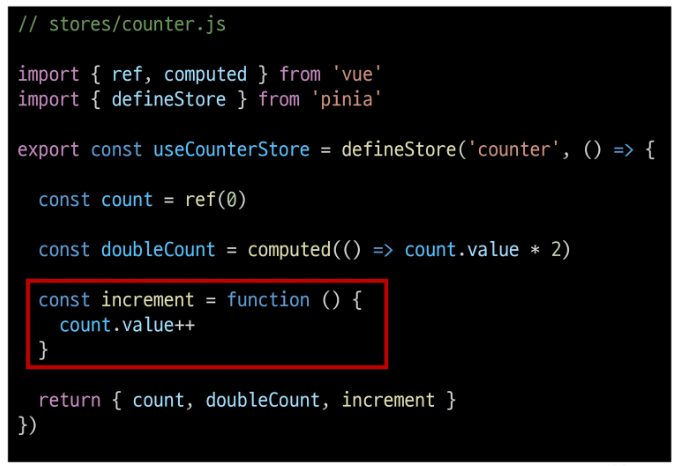 // stores/counter.js
import { ref, computed } from 'vue'
import { defineStore } from 'pinia'
export const useCounterStore = defineStore('counter', () => {
const count = ref(0)
const doubleCount = computed(() => count.value * 2)
const increment = function () {
count.value++
}
return { count, doubleCount, increment }
})